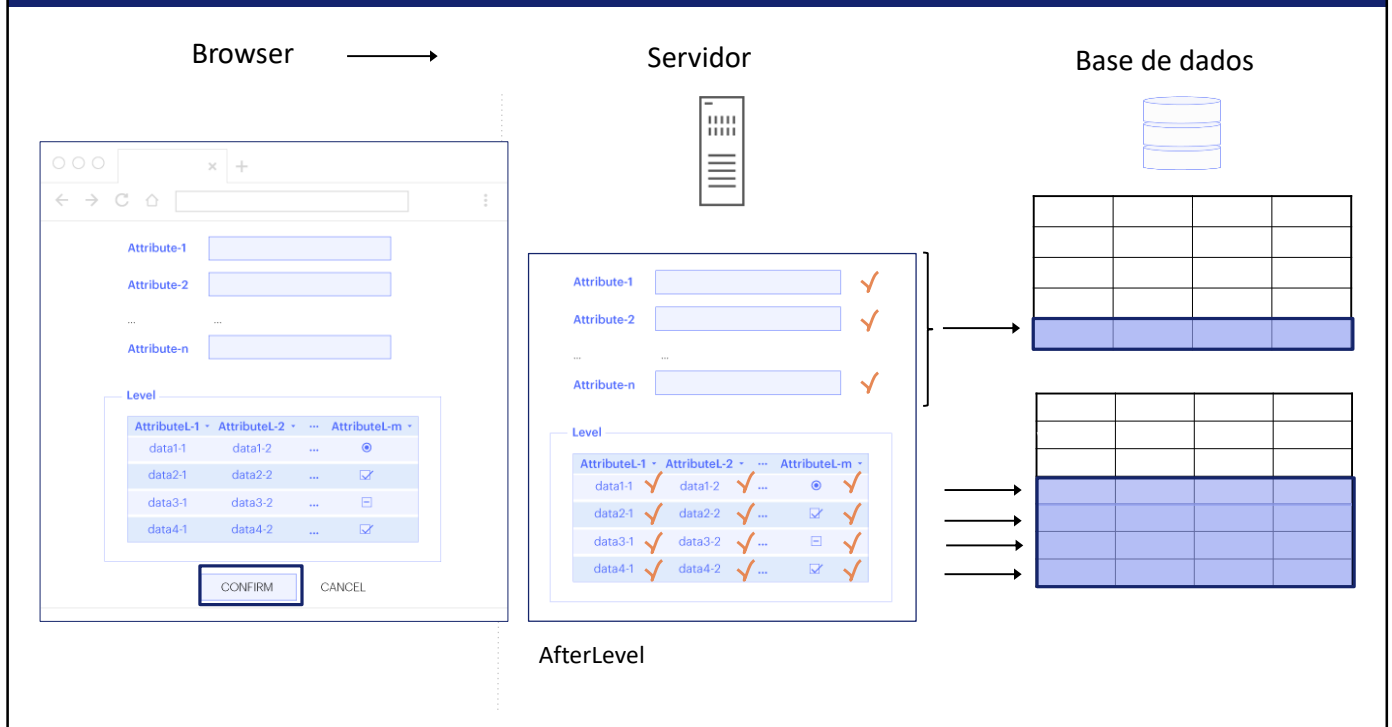 Browser
Servidor
Base de dados
Attribute-1
Attribute-2
... ...
Attribute-n
Level
AttributeL-1 AttributeL-2 ... AttributeL-m
data1-1 data1-2 ...
data2-1 data2-2 ...
data3-1 data3-2 ...
data4-1 data4-2 ...
CONFIRM CANCEL
Attribute-1
Attribute-2
... ...
Attribute-n
Level
AttributeL-1 AttributeL-2 ... AttributeL-m
data1-1 data1-2 ...
data2-1 data2-2 ...
data3-1 data3-2 ...
data4-1 data4-2 ...
AfterLevel